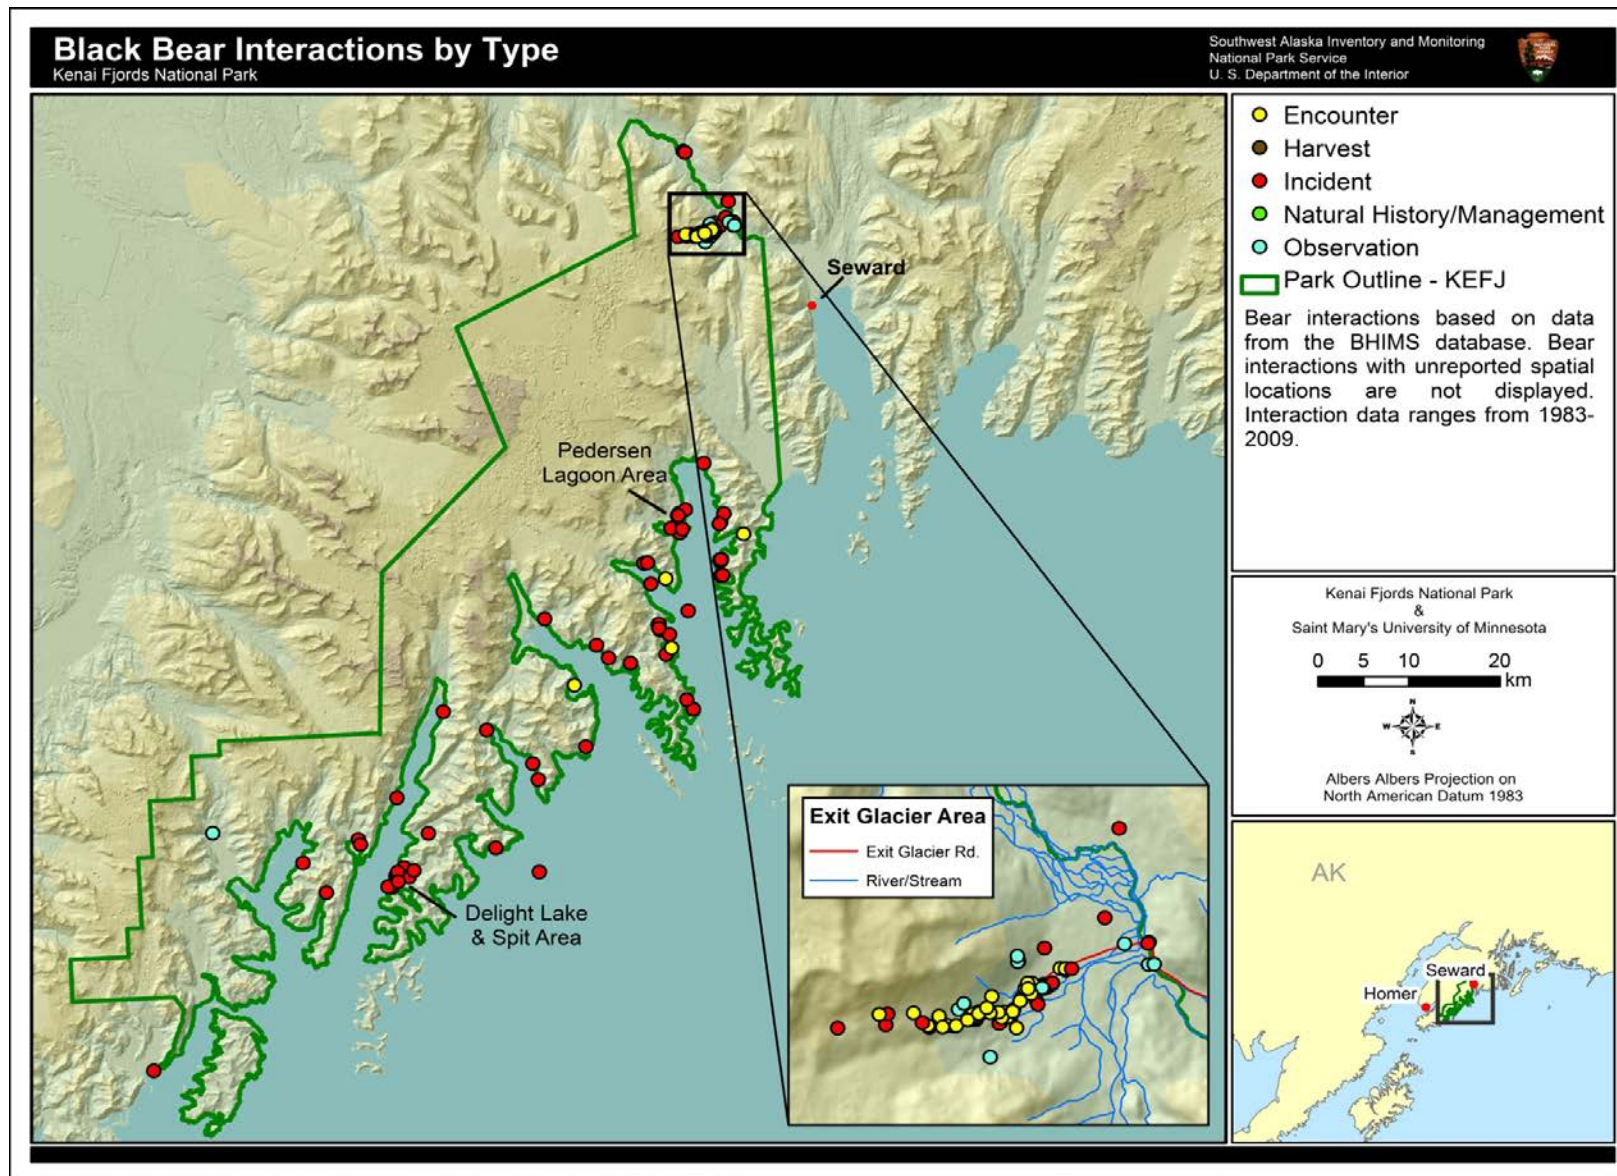 Black Bear Interactions by Type
Kenai Fjords National Park
Southwest Alaska Inventory and Monitoring
National Park Service
U. S. Department of the Interior
Encounter
Harvest
Incident
Natural History/Management
Observation
Park Outline - KEFJ
Bear interactions based on data
from the BHIMS database. Bear
interactions with unreported spatial
locations are not displayed.
Interaction data ranges from 1983-
2009.
Seward
Pedersen
Lagoon Area
Delight Lake
& Spit Area
Exit Glacier Area
Exit Glacier Rd.
River/Stream
Kenai Fjords National Park
&
Saint Mary's University of Minnesota
0 5 10 20
km
N
W E
S
Albers Albers Projection on
North American Datum 1983
AK
Seward
Homer